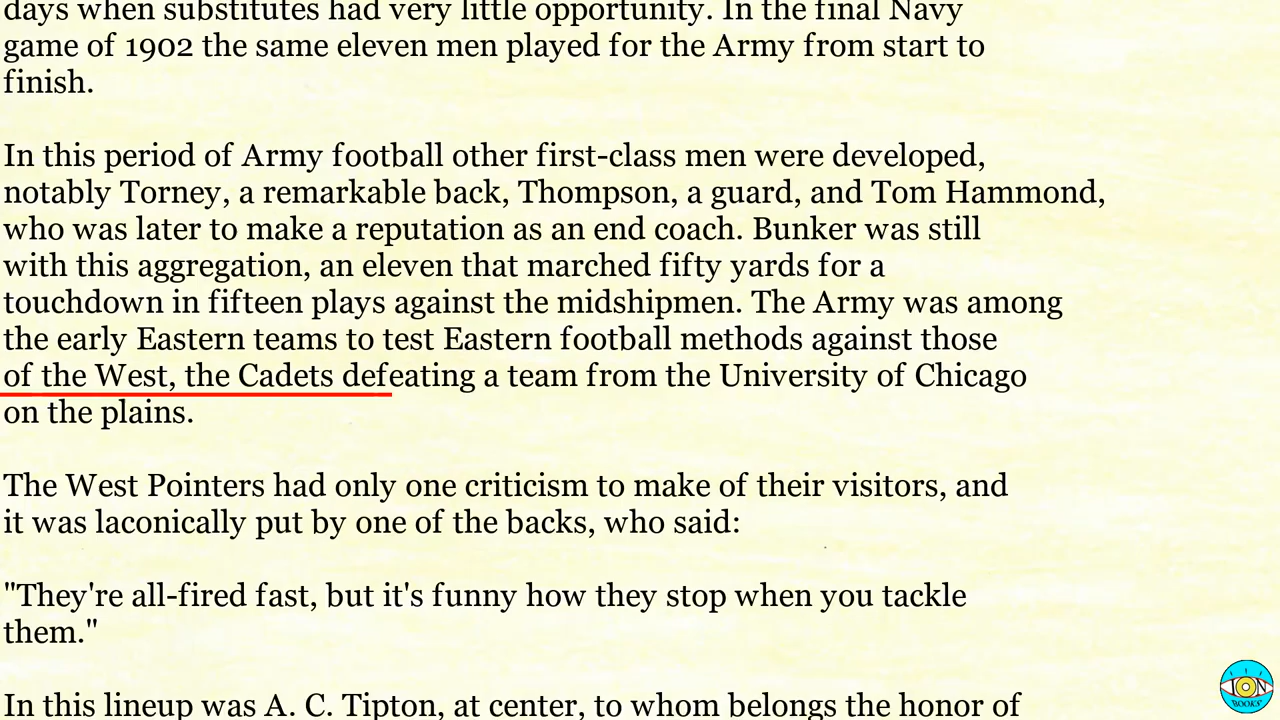 days when substitutes had very little opportunity. In the final Navy
game of 1902 the same eleven men played for the Army from start to
finish.
In this period of Army football other first-class men were developed,
notably Torney, a remarkable back, Thompson, a guard, and Tom Hammond,
who was later to make a reputation as an end coach. Bunker was still
with this aggregation, an eleven that marched fifty yards for a
touchdown in fifteen plays against the midshipmen. The Army was among
the early Eastern teams to test Eastern football methods against those
of the West, the Cadets defeating a team from the University of Chicago
on the plains.
The West Pointers had only one criticism to make of their visitors, and
it was laconically put by one of the backs, who said:
"They're all-fired fast, but it's funny how they stop when you tackle
them."
In this lineup was A. C. Tipton, at center, to whom belongs the honor of
ION
BOOKS